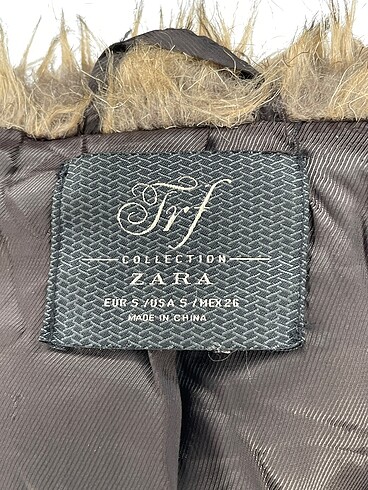 Trf
COLLECTION
ZARA
EUR S / USA S / MEX 26
MADE IN CHINA